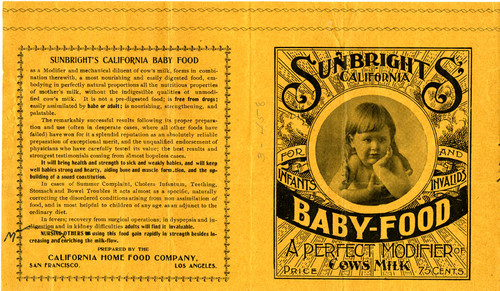 SUNBRIGHT'S CALIFORNIA BABY FOOD
as a Modifier and mechanical diluent of cow's milk, forms in com-
bination therewith, a most nourishing and easily digested food, em-
bodying in perfectly natural proportions all the nutritious properties
of mother's milk, without the indigestible qualities of unmodi-
fied cow's milk. It is not a pre-digested food; is free from drugs;
easily assimilated by babe or adult; is nourishing, strengthening, and
palatable.
The remarkably successful results following its proper prepara-
tion and use (often in desperate cases, where all other foods have
failed) have won for it a splendid reputation as an absolutely reliable
preparation of exceptional merit, and the unqualified endorsement of
physicians who have carefully tested its value; the best results and
strongest testimonials coming from almost hopeless cases.
It will bring health and strength to sick and weakly babies, and will keep
well babies strong and hearty, aiding bone and muscle formation, and the up-
building of a sound constitution.
In cases of Summer Complaint, Cholera Infantum, Teething,
Stomach and Bowel Troubles it acts almost as a specific, naturally
correcting the disordered conditions arising from non-assimilation of
food, and is most helpful to children of any age as an adjunct to the
ordinary diet.
In fevers; recovery from surgical operations; in dyspepsia and in-
digestion and in kidney difficulties adults will find it invaluable.
NURSING MOTHERS using this food gain rapidly in strength besides in-
creasing and enriching the milk-flow.
PREPARED BY THE
CALIFORNIA HOME FOOD COMPANY.
SAN FRANCISCO. LOS ANGELES.
SUNBRIGHT'S
CALIFORNIA
FOR AND
INFANTS INVALIDS
BABY-FOOD
A PERFECT MODIFIER OF
COWS MILK
PRICE 75 CENTS